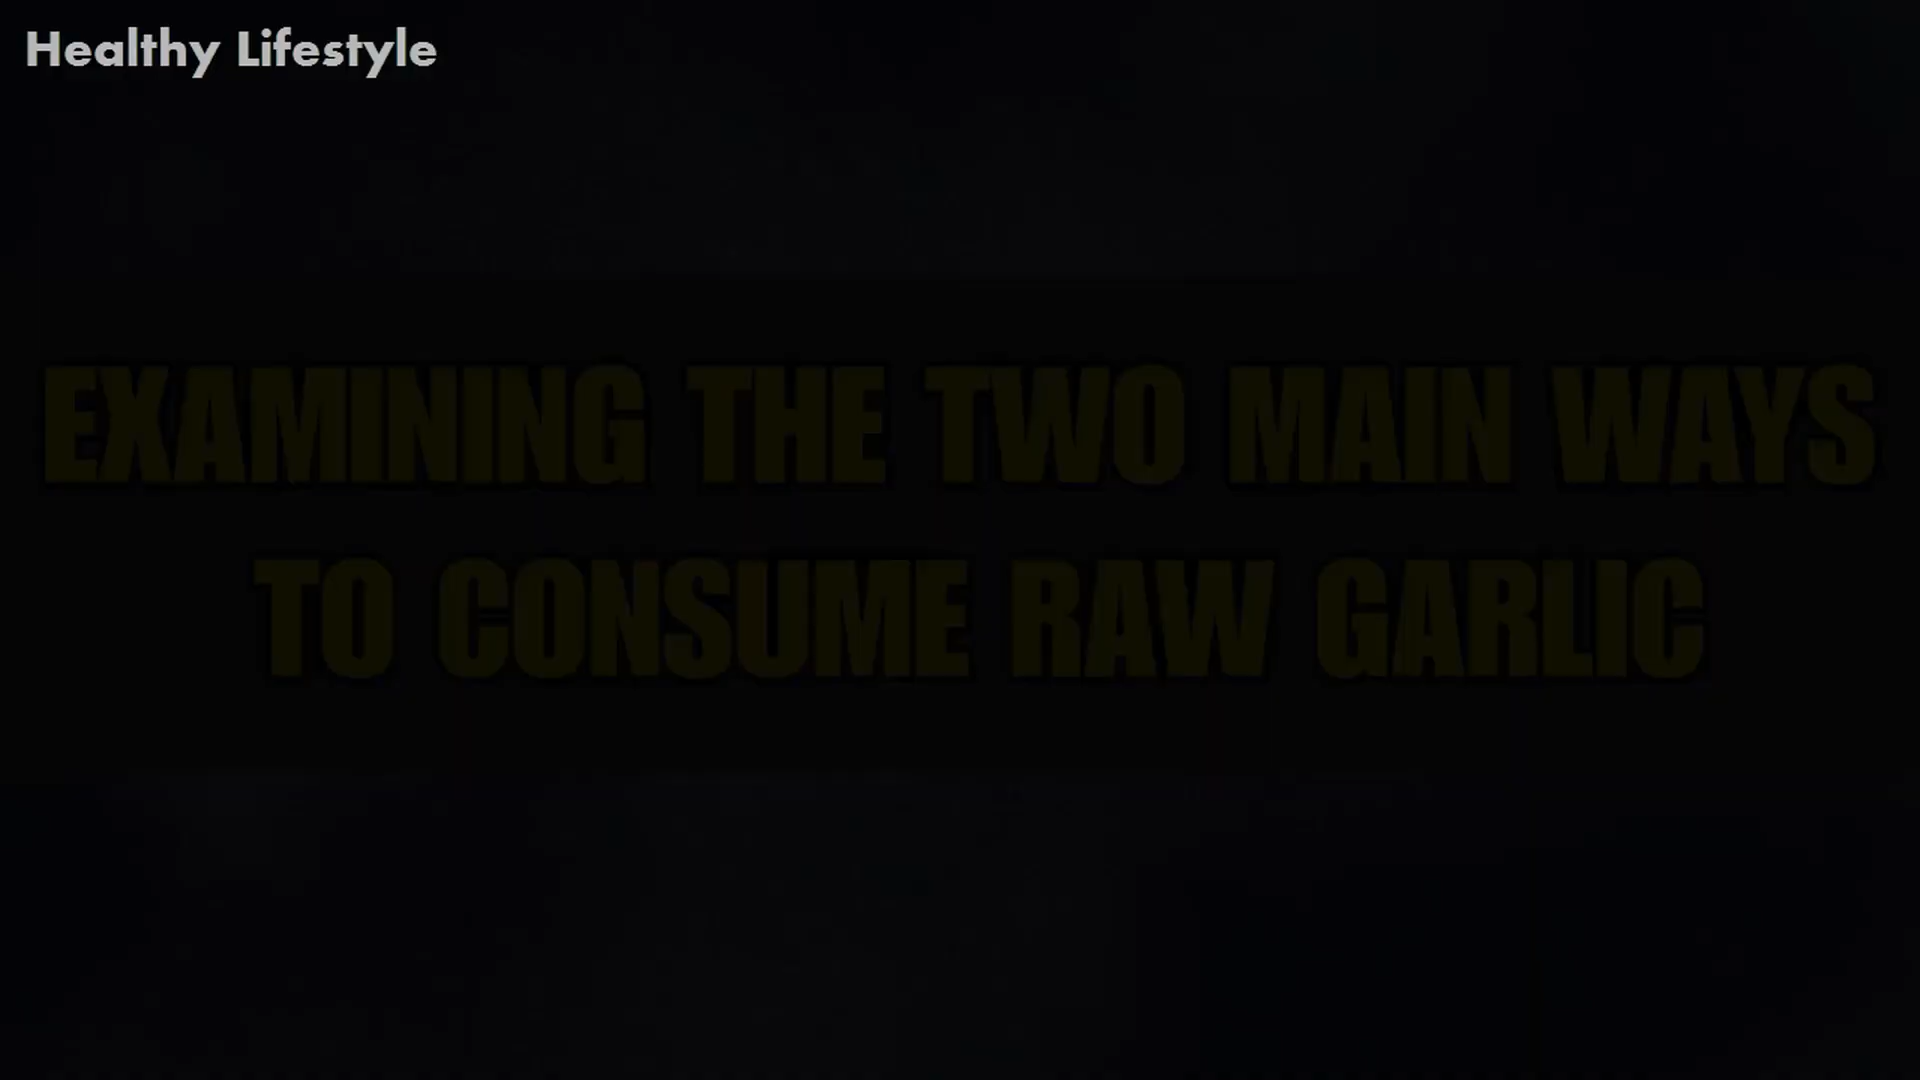 Healthy Lifestyle
EXAMINING THE TWO MAIN WAYS
TO CONSUME RAW GARLIC